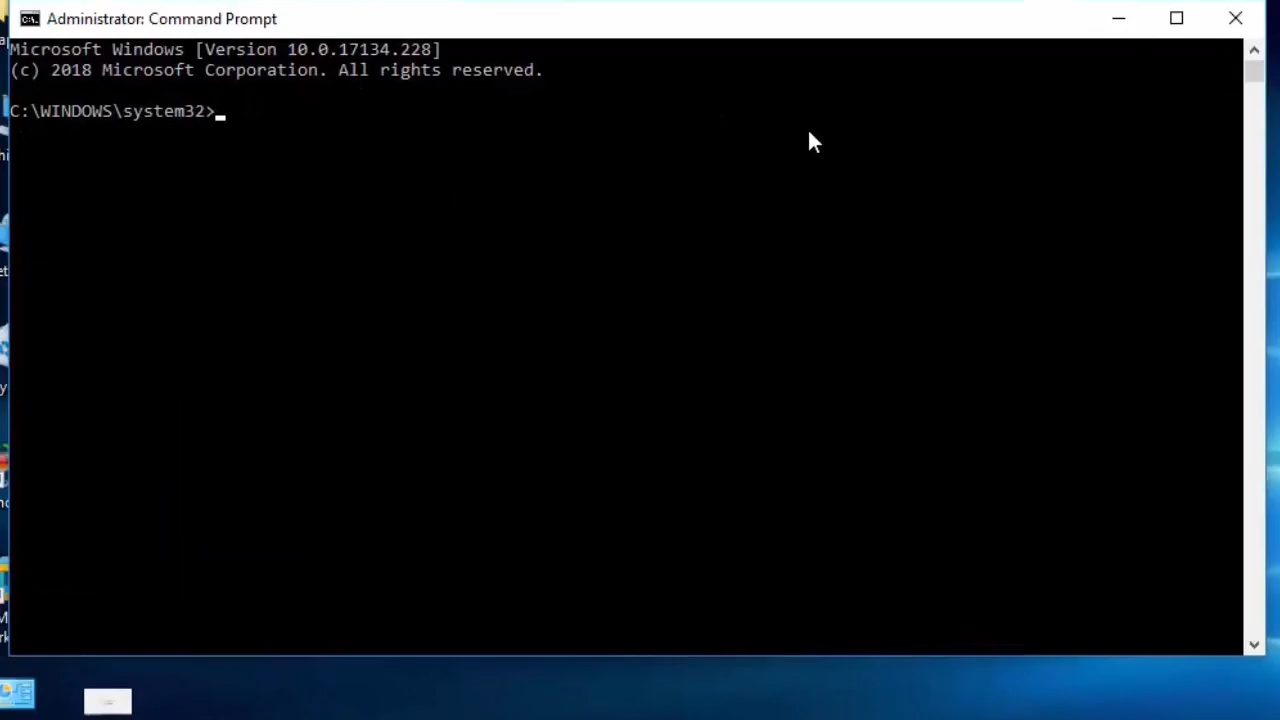 Administrator: Command Prompt
Microsoft Windows [Version 10.0.17134.228]
(c) 2018 Microsoft Corporation. All rights reserved.
C:\WINDOWS\system32>